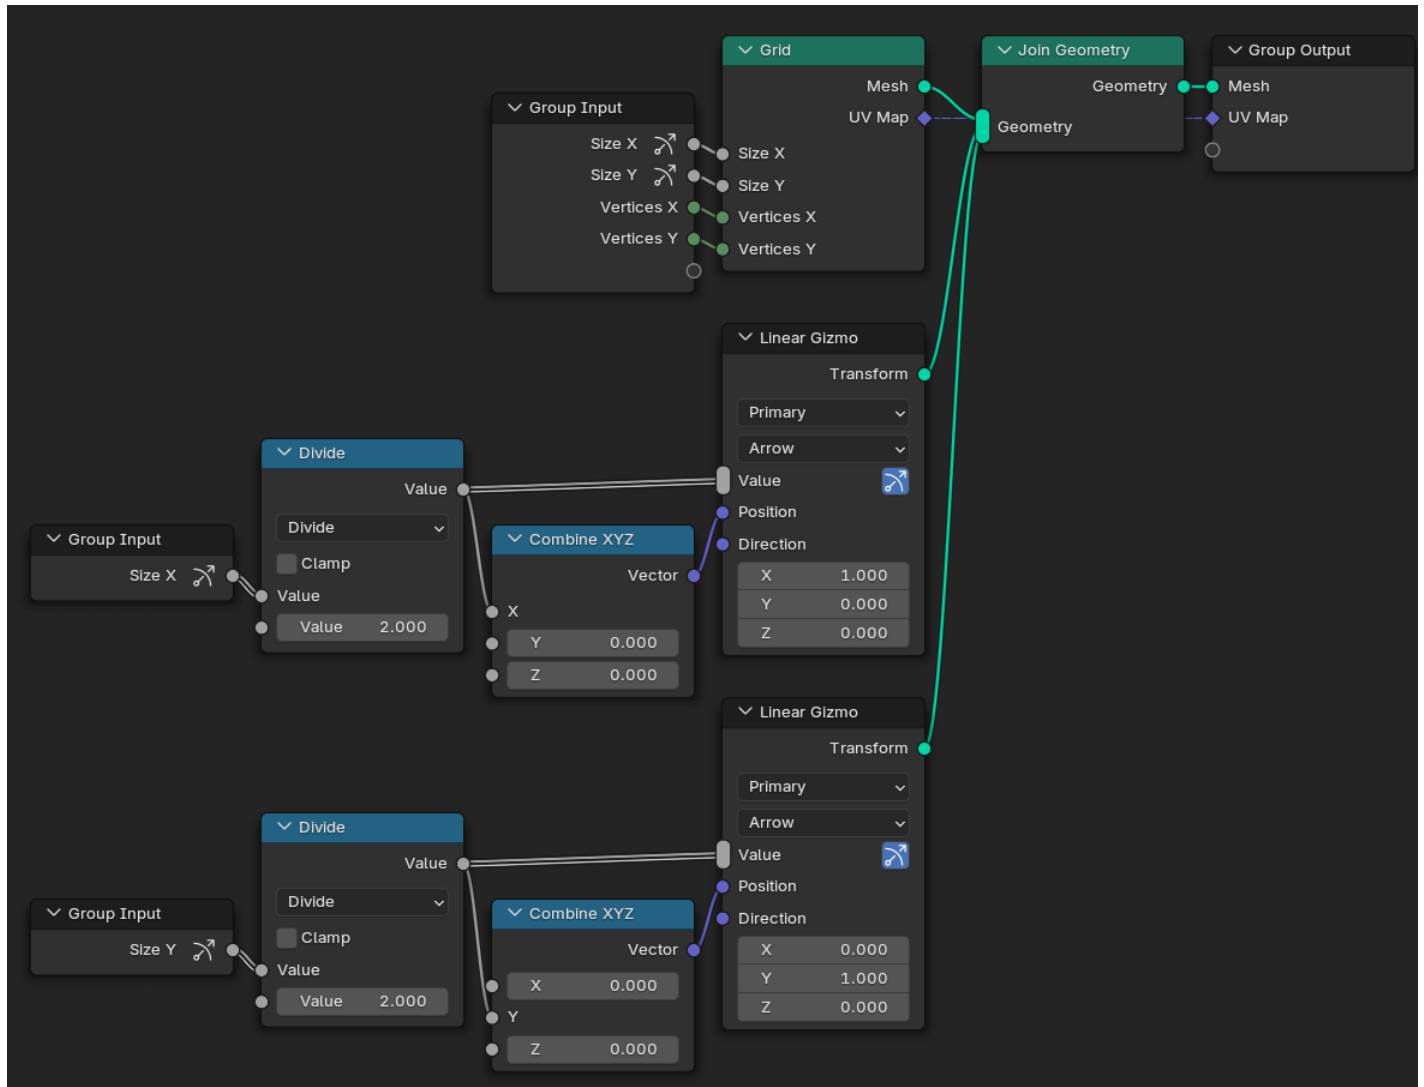 Grid
Mesh
UV Map
Size X
Size Y
Vertices X
Vertices Y
Join Geometry
Geometry
Geometry
Group Output
Mesh
UV Map
Group Input
Size X
Size Y
Vertices X
Vertices Y
Linear Gizmo
Transform
Primary
Arrow
Value
Position
Direction
X 1.000
Y 0.000
Z 0.000
Divide
Value
Divide
Clamp
Value
Value 2.000
Group Input
Size X
Combine XYZ
Vector
X
Y 0.000
Z 0.000
Linear Gizmo
Transform
Primary
Arrow
Value
Position
Direction
X 0.000
Y 1.000
Z 0.000
Divide
Value
Divide
Clamp
Value
Value 2.000
Group Input
Size Y
Combine XYZ
Vector
X 0.000
Y
Z 0.000